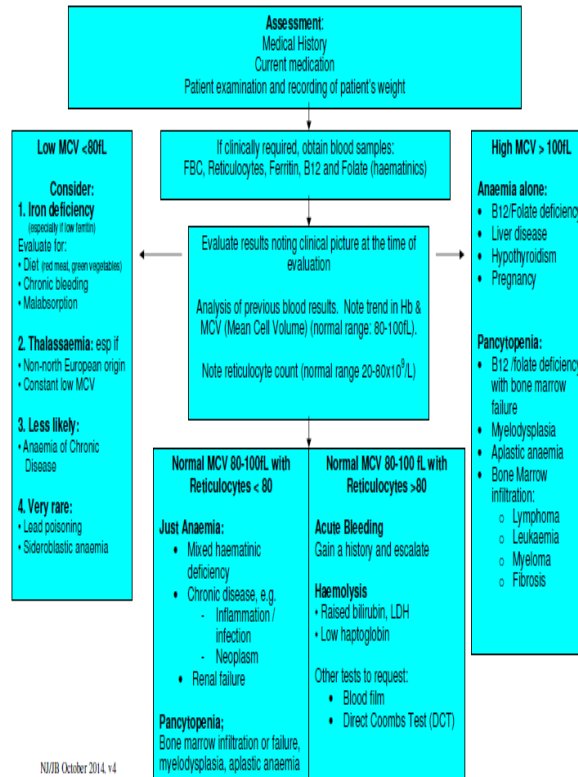 Assessment:
Medical History
Current medication
Patient examination and recording of patient's weight
Low MCV <80fL
Consider:
1. Iron deficiency
(especially if low ferritin)
Evaluate for:
• Diet (red meat, green vegetables)
• Chronic bleeding
• Malabsorption
2. Thalassaemia: esp if
• Non-north European origin
• Constant low MCV
3. Less likely:
• Anaemia of Chronic
Disease
4. Very rare:
• Lead poisoning
• Sideroblastic anaemia
If clinically required, obtain blood samples:
FBC, Reticulocytes, Ferritin, B12 and Folate (haematinics)
Evaluate results noting clinical picture at the time of
evaluation
Analysis of previous blood results. Note trend in Hb &
MCV (Mean Cell Volume) (normal range: 80-100fL).
Note reticulocyte count (normal range 20-80x10⁹/L)
High MCV > 100fL
Anaemia alone:
• B12/Folate deficiency
• Liver disease
• Hypothyroidism
• Pregnancy
Pancytopenia:
• B12 /folate deficiency
with bone marrow
failure
• Myelodysplasia
• Aplastic anaemia
• Bone Marrow
infiltration:
o Lymphoma
o Leukaemia
o Myeloma
o Fibrosis
Normal MCV 80-100fL with
Reticulocytes < 80
Just Anaemia:
• Mixed haematinic
deficiency
• Chronic disease, e.g.
- Inflammation /
infection
- Neoplasm
• Renal failure
Pancytopenia;
Bone marrow infiltration or failure,
myelodysplasia, aplastic anaemia
Normal MCV 80-100 fL with
Reticulocytes >80
Acute Bleeding
Gain a history and escalate
Haemolysis
• Raised bilirubin, LDH
• Low haptoglobin
Other tests to request:
• Blood film
• Direct Coombs Test (DCT)
NJ/JB October 2014. v4